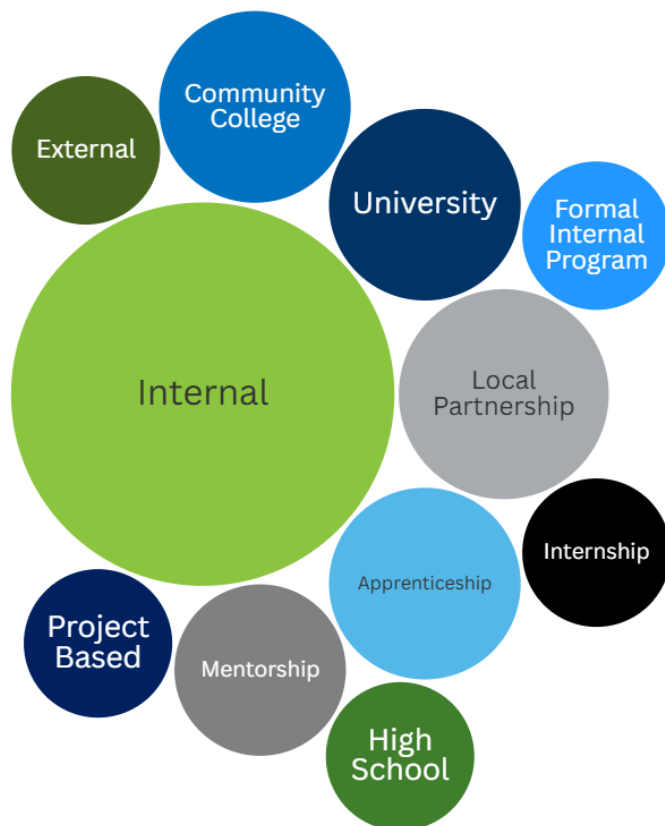 Community
College
External
University
Formal
Internal
Program
Internal
Local
Partnership
Internship
Apprenticeship
Project
Based
Mentorship
High
School